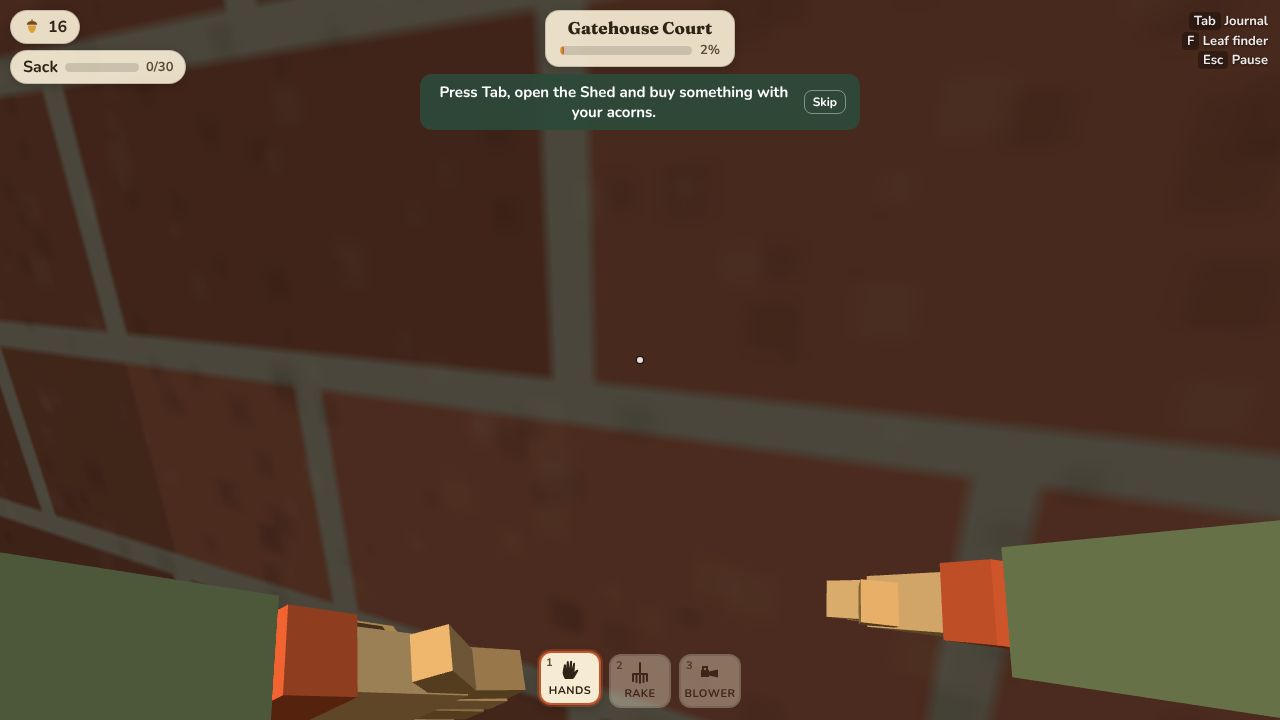 16
Sack 0/30
Gatehouse Court
2%
Tab Journal
F Leaf finder
Esc Pause
Press Tab, open the Shed and buy something with
your acorns.
Skip
1
HANDS
2
RAKE
3
BLOWER